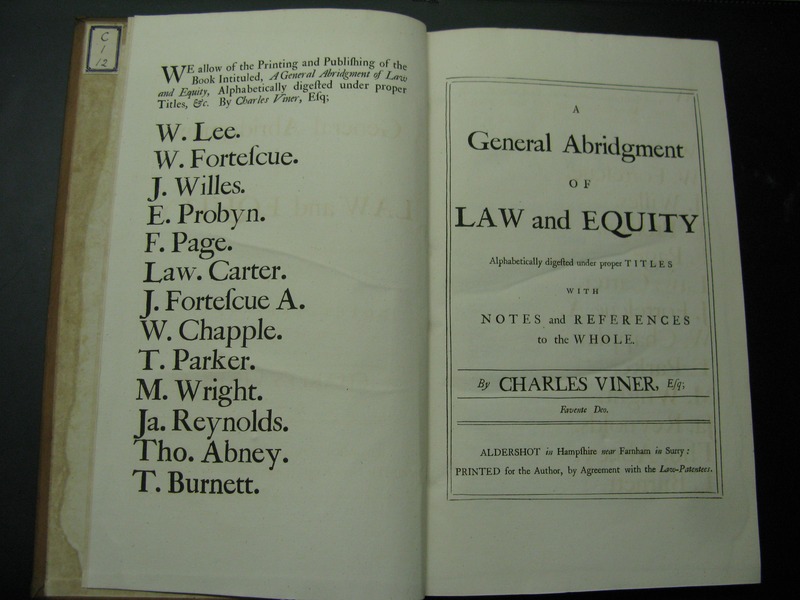 C
1
12
WE allow of the Printing and Publiſhing of the
Book Intituled, A General Abridgment of Law
and Equity, Alphabetically digeſted under proper
Titles, &c. By Charles Viner, Eſq;
W. Lee.
W. Forteſcue.
J. Willes.
E. Probyn.
F. Page.
Law. Carter.
J. Forteſcue A.
W. Chapple.
T. Parker.
M. Wright.
Ja. Reynolds.
Tho. Abney.
T. Burnett.
A
General Abridgment
OF
LAW and EQUITY
Alphabetically digeſted under proper TITLES
WITH
NOTES and REFERENCES
to the WHOLE.
By CHARLES VINER, Eſq;
Favente Deo.
ALDERSHOT in Hampſhire near Farnham in Surry:
PRINTED for the Author, by Agreement with the Law-Patentees.